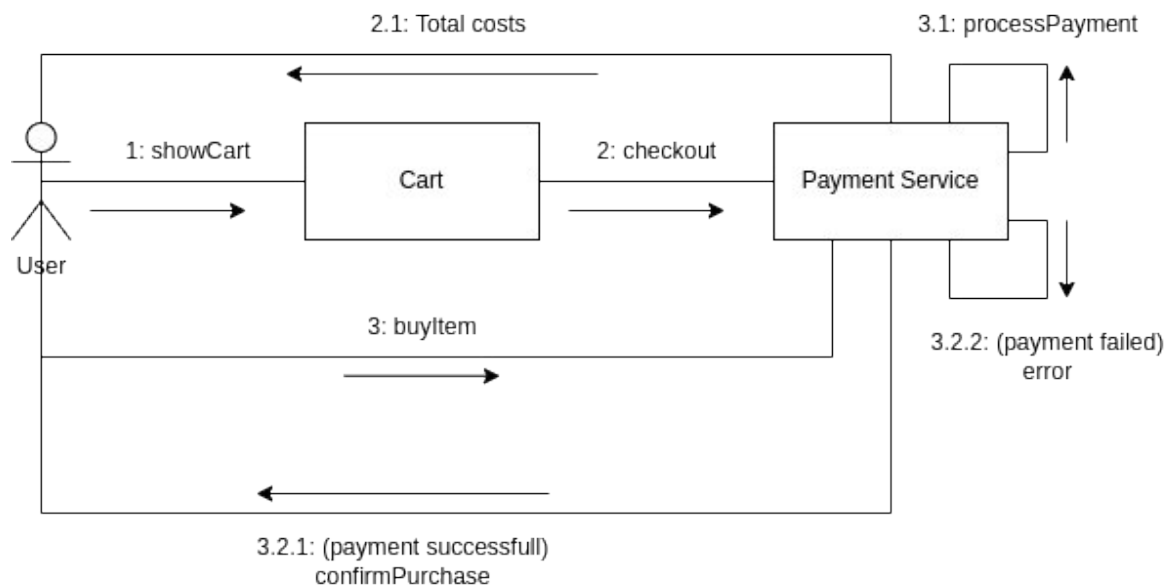 2.1: Total costs
3.1: processPayment
1: showCart
2: checkout
Cart
Payment Service
User
3: buyItem
3.2.2: (payment failed)
error
3.2.1: (payment successfull)
confirmPurchase